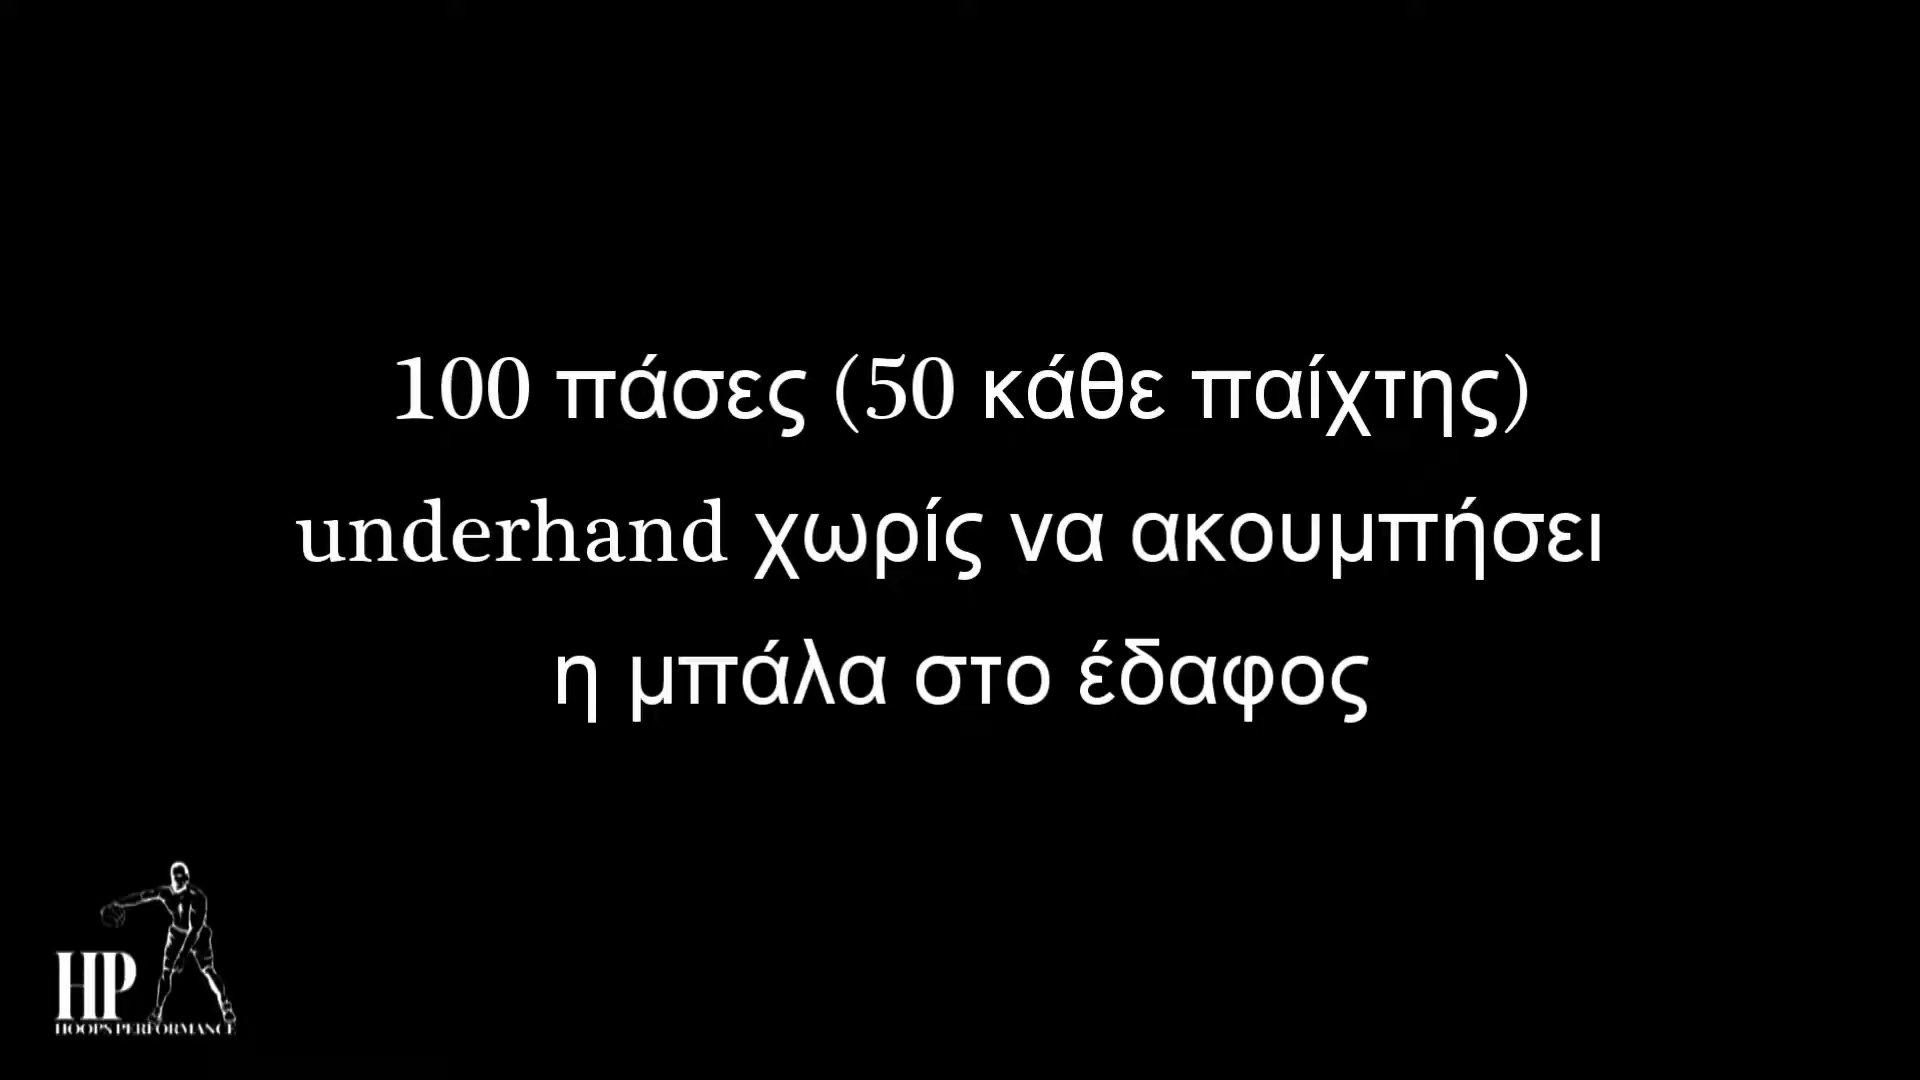 100 πάσες (50 κάθε παίχτης)
underhand χωρίς να ακουμπήσει
η μπάλα στο έδαφος
HP
HOOPS PERFORMANCE